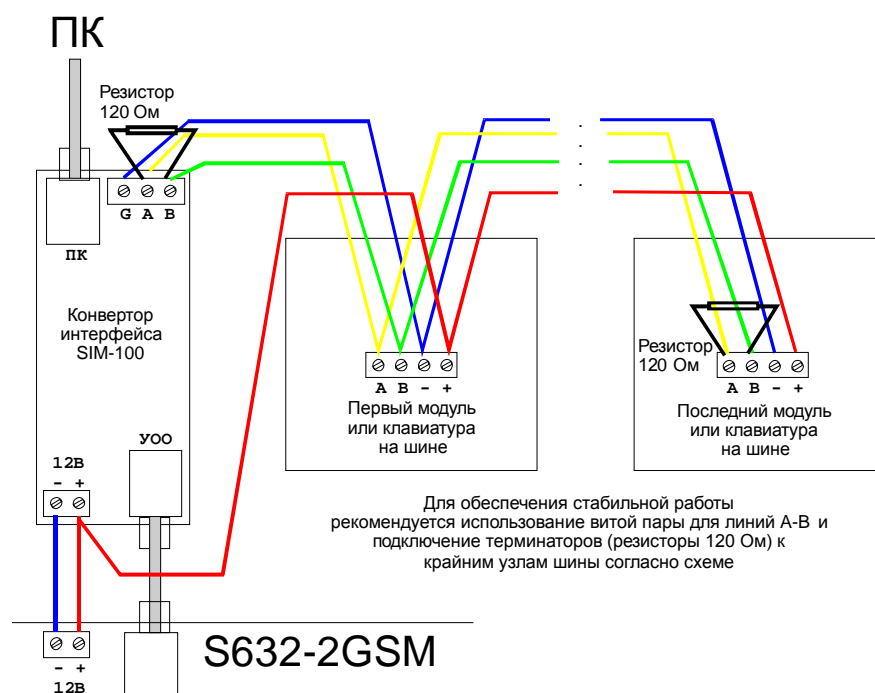 ПК
Резистор
120 Ом
G A B
ПК
Конвертор
интерфейса
SIM-100
УОО
12В
- +
A B - +
Первый модуль
или клавиатура
на шине
Резистор
120 Ом
A B - +
Последний модуль
или клавиатура
на шине
Для обеспечения стабильной работы
рекомендуется использование витой пары для линий А-В и
подключение терминаторов (резисторы 120 Ом) к
крайним узлам шины согласно схеме
S632-2GSM
- +
12В